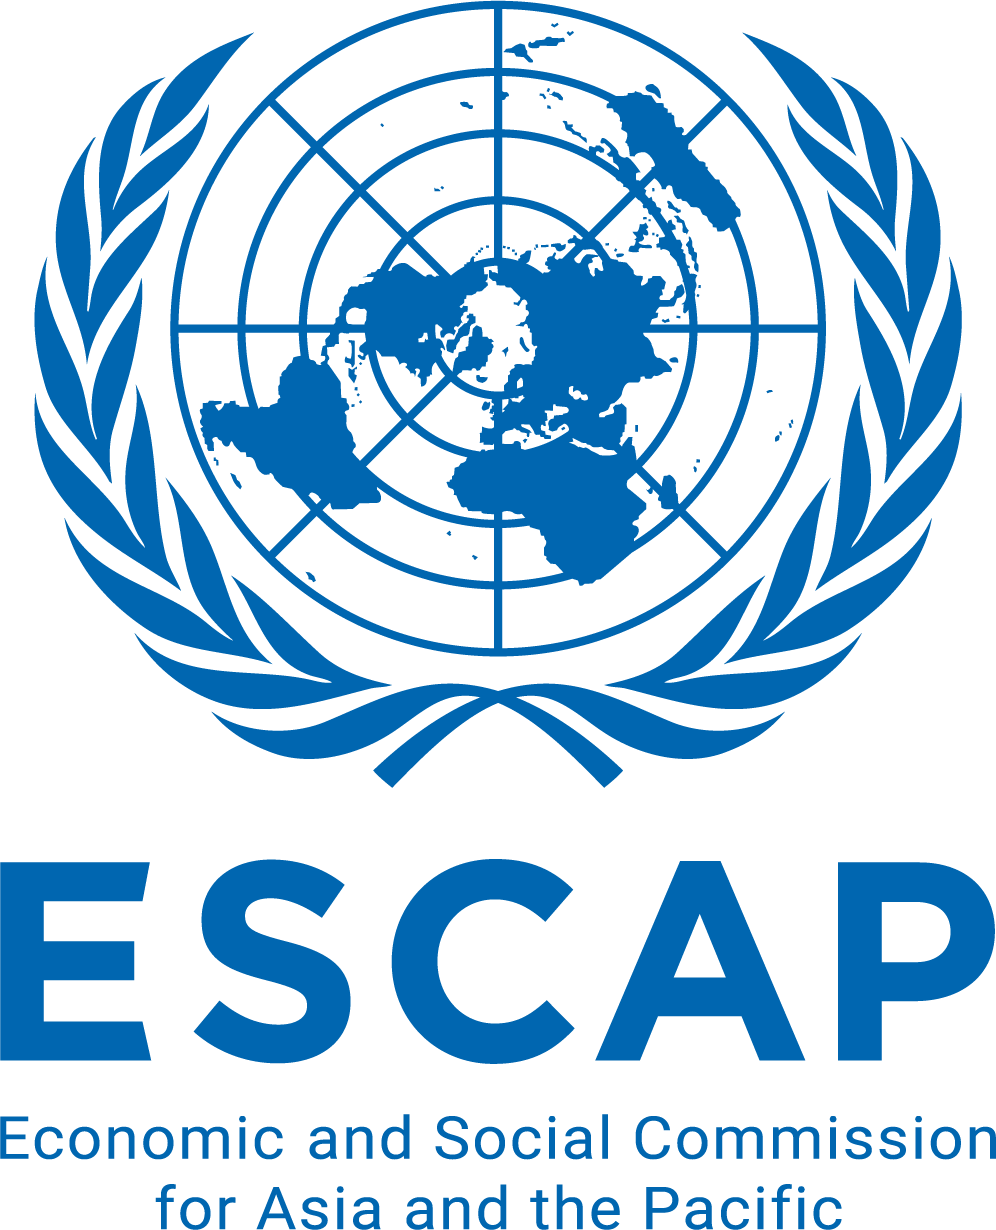 ESCAP
Economic and Social Commission
for Asia and the Pacific